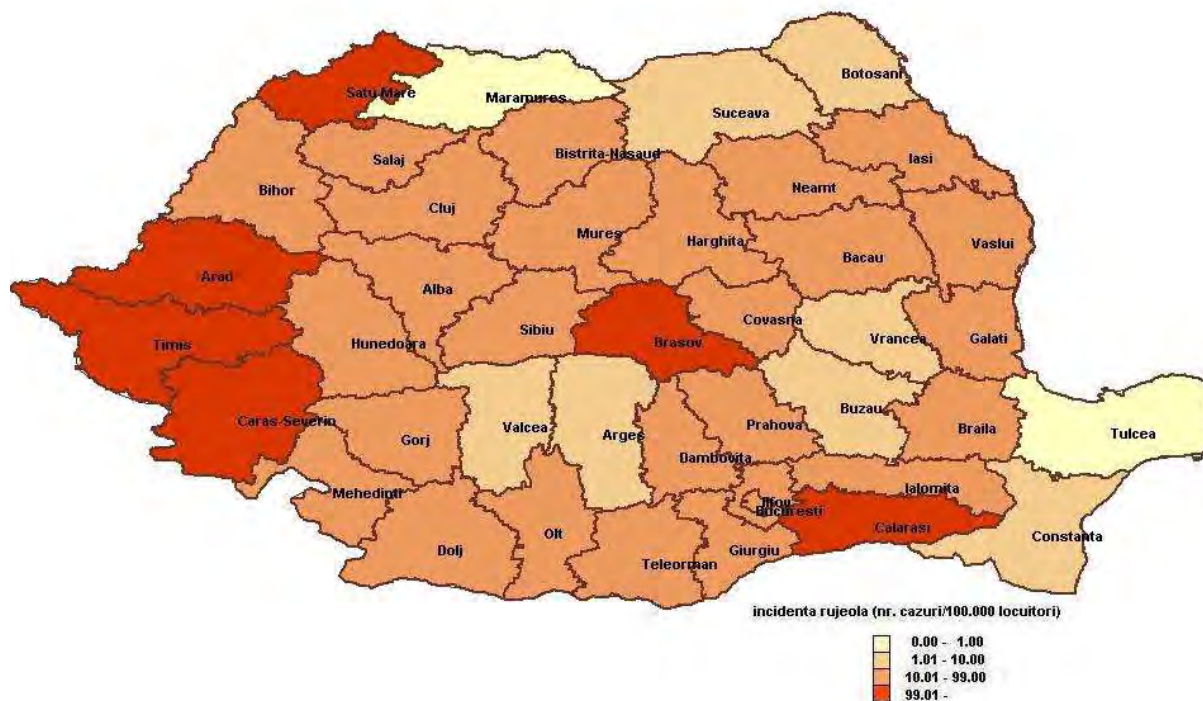 Botosani
Satu Mare
Maramures
Suceava
Iasi
Bistrita-Nasaud
Salaj
Neamt
Bihor
Cluj
Mures
Harghita
Vaslui
Bacau
Arad
Alba
Covasna
Sibiu
Timis
Hunedoara
Brasov
Vrancea
Galati
Buzau
Caras-Severin
Valcea
Arges
Prahova
Braila
Tulcea
Gorj
Dambovita
Ialomita
Mehedinti
Ilfov
Bucuresti
Calarasi
Olt
Constanta
Dolj
Giurgiu
Teleorman
incidenta rujeola (nr. cazuri/100.000 locuitori)
0.00 - 1.00
1.01 - 10.00
10.01 - 99.00
99.01 -